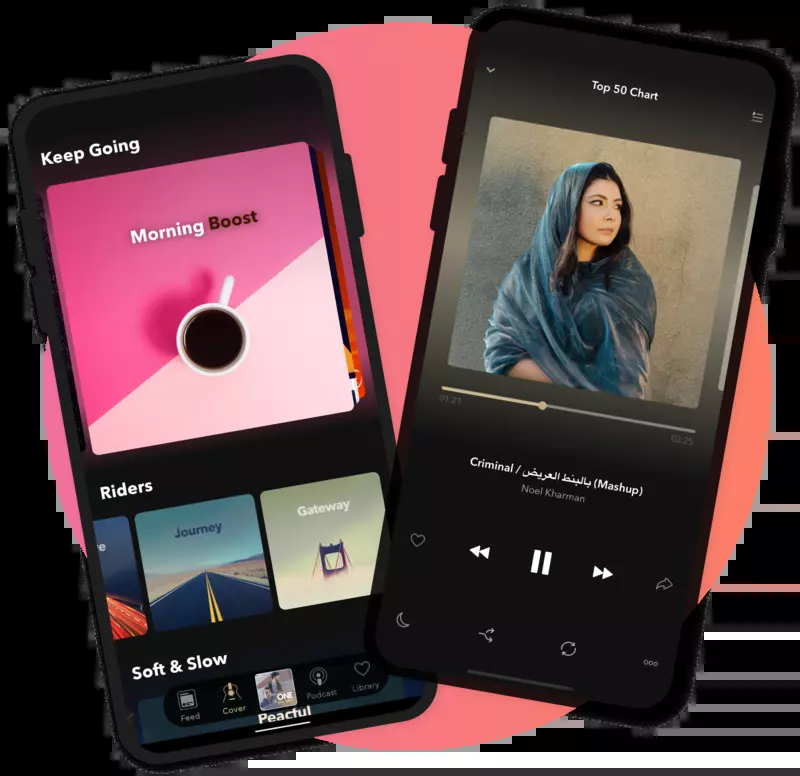 Keep Going
Morning Boost
Riders
Journey
Gateway
Soft & Slow
Feed
Cover
ONE
Podcast
Library
Peacful
Top 50 Chart
01:21
03:25
Criminal / بالبنط العريض (Mashup)
Noel Kharman